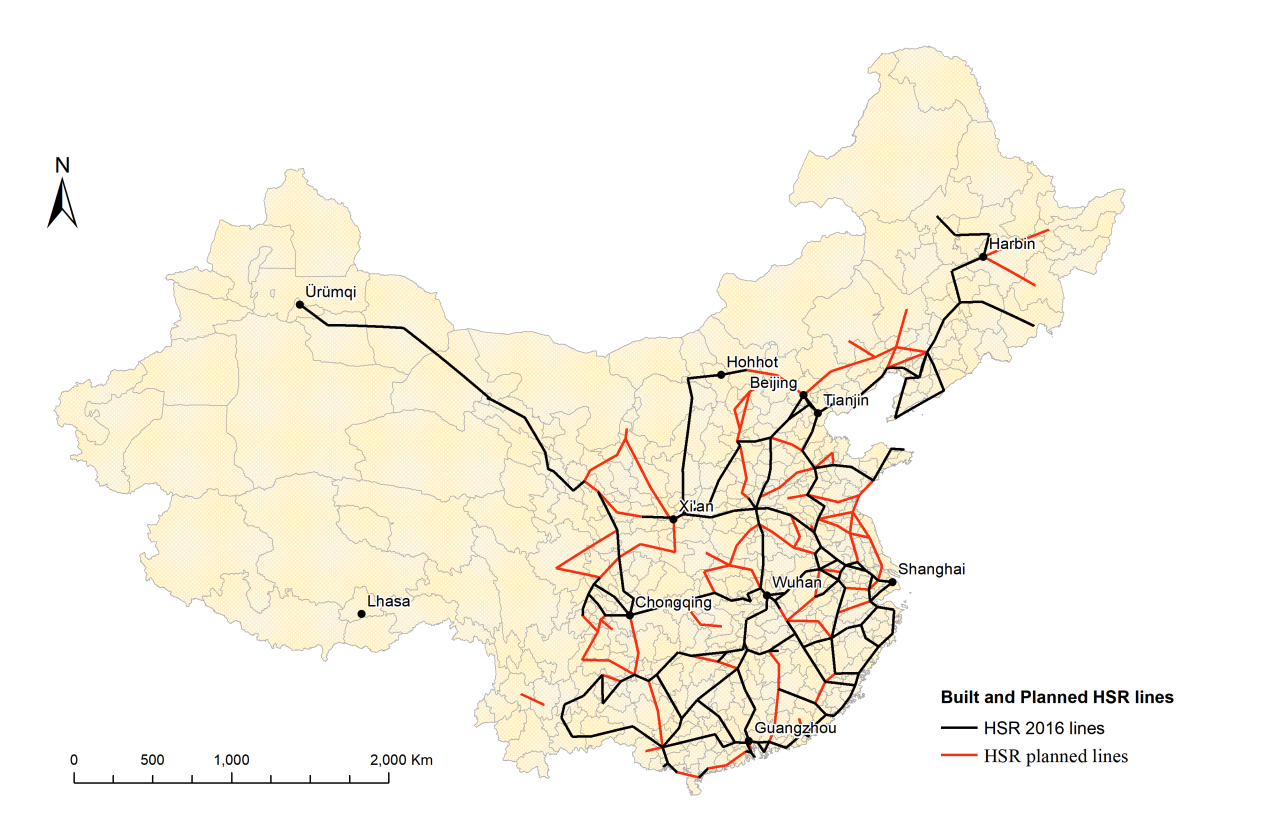 N
Harbin
Ürümqi
Hohhot
Beijing
Tianjin
Xi'an
Shanghai
Wuhan
Lhasa
Chongqing
Built and Planned HSR lines
HSR 2016 lines
Guangzhou
HSR planned lines
0 500 1,000 2,000 Km